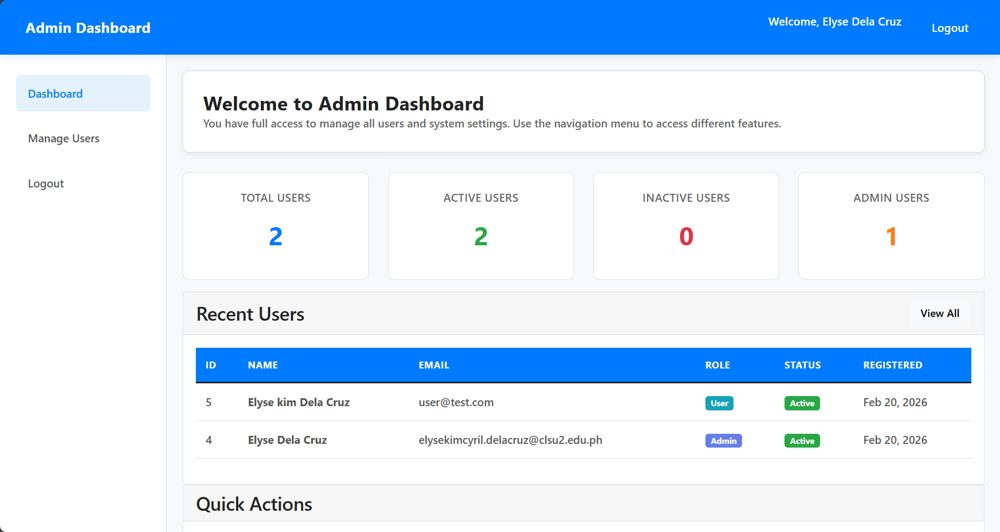 Admin Dashboard
Welcome, Elyse Dela Cruz
Logout
Dashboard
Manage Users
Logout
Welcome to Admin Dashboard
You have full access to manage all users and system settings. Use the navigation menu to access different features.
TOTAL USERS
2
ACTIVE USERS
2
INACTIVE USERS
0
ADMIN USERS
1
Recent Users
View All
ID NAME EMAIL ROLE STATUS REGISTERED
5 Elyse kim Dela Cruz user@test.com User Active Feb 20, 2026
4 Elyse Dela Cruz elysekimcyril.delacruz@clsu2.edu.ph Admin Active Feb 20, 2026
Quick Actions